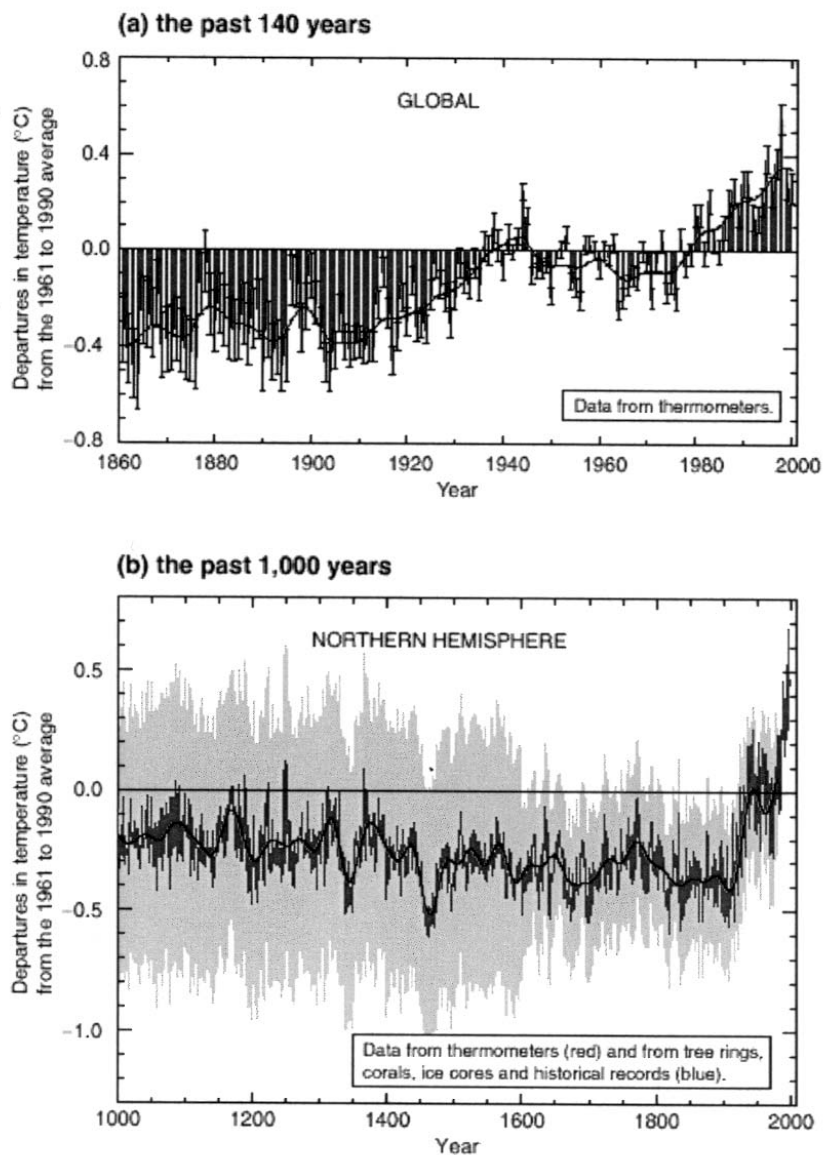 (a) the past 140 years
GLOBAL
Departures in temperature (°C)
from the 1961 to 1990 average
0.8
0.4
0.0
−0.4
−0.8
Data from thermometers.
1860 1880 1900 1920 1940 1960 1980 2000
Year
(b) the past 1,000 years
NORTHERN HEMISPHERE
Departures in temperature (°C)
from the 1961 to 1990 average
0.5
0.0
−0.5
−1.0
Data from thermometers (red) and from tree rings,
corals, ice cores and historical records (blue).
1000 1200 1400 1600 1800 2000
Year